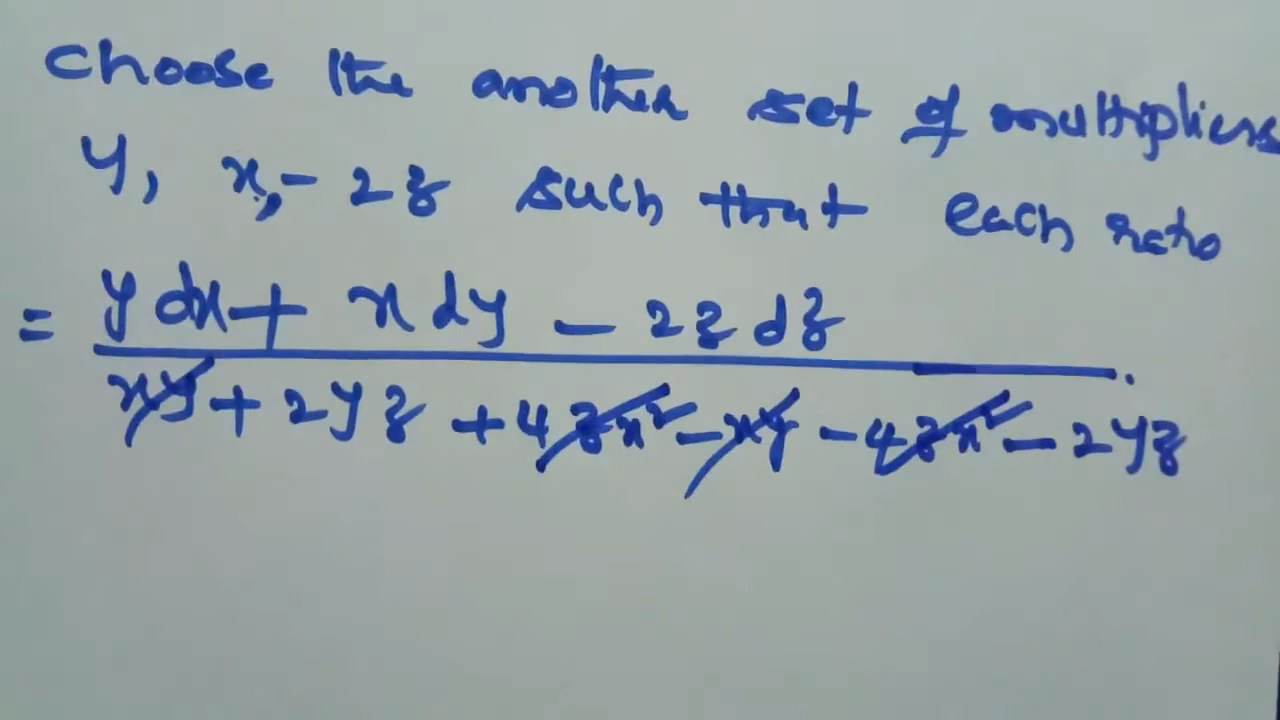 choose the another set of multipliers
y, x, - 2z such that each ratio
= y dx + x dy - 2z dz
xy + 2yz + 4zx² - xy - 4zx² - 2yz